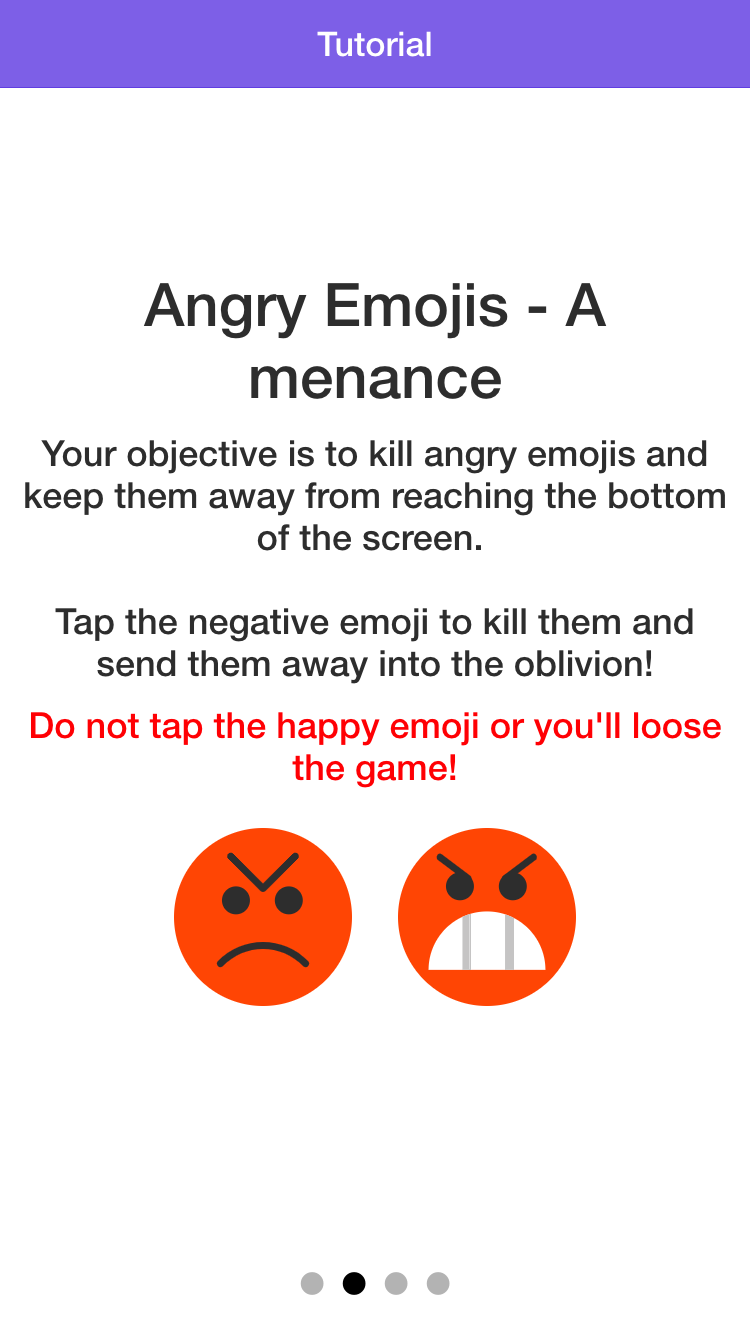 Tutorial
Angry Emojis - A
menance
Your objective is to kill angry emojis and
keep them away from reaching the bottom
of the screen.
Tap the negative emoji to kill them and
send them away into the oblivion!
Do not tap the happy emoji or you'll loose
the game!